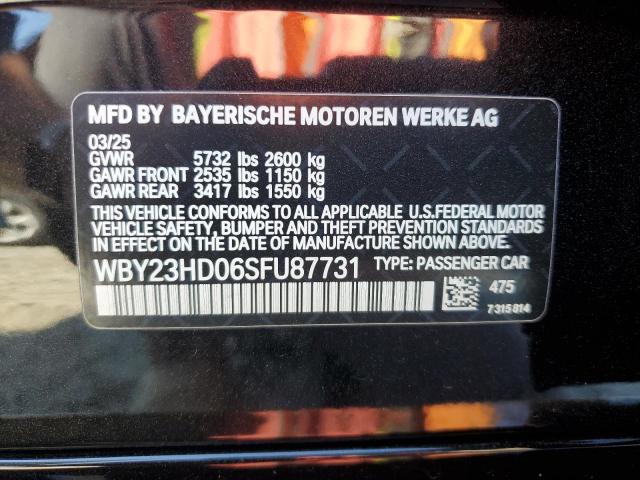 MFD BY BAYERISCHE MOTOREN WERKE AG
03/25
GVWR 5732 lbs 2600 kg
GAWR FRONT 2535 lbs 1150 kg
GAWR REAR 3417 lbs 1550 kg
THIS VEHICLE CONFORMS TO ALL APPLICABLE U.S.FEDERAL MOTOR
VEHICLE SAFETY, BUMPER AND THEFT PREVENTION STANDARDS
IN EFFECT ON THE DATE OF MANUFACTURE SHOWN ABOVE.
WBY23HD06SFU87731 TYPE: PASSENGER CAR
475
7315814